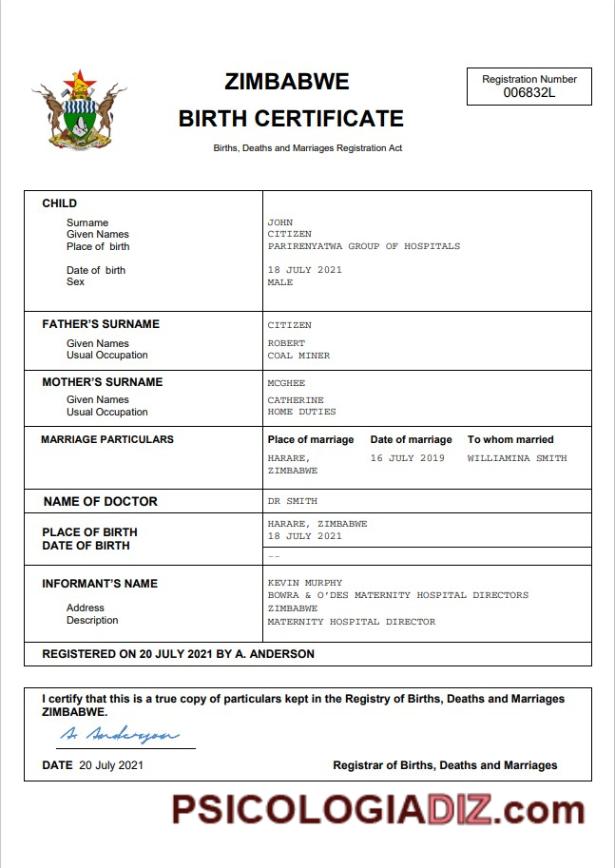 ZIMBABWE
BIRTH CERTIFICATE
Births, Deaths and Marriages Registration Act
Registration Number
006832L
CHILD
Surname JOHN
Given Names CITIZEN
Place of birth PARIRENYATWA GROUP OF HOSPITALS
Date of birth 18 JULY 2021
Sex MALE
FATHER'S SURNAME CITIZEN
Given Names ROBERT
Usual Occupation COAL MINER
MOTHER'S SURNAME MCGHEE
Given Names CATHERINE
Usual Occupation HOME DUTIES
MARRIAGE PARTICULARS Place of marriage Date of marriage To whom married
HARARE, 16 JULY 2019 WILLIAMINA SMITH
ZIMBABWE
NAME OF DOCTOR DR SMITH
PLACE OF BIRTH HARARE, ZIMBABWE
DATE OF BIRTH 18 JULY 2021
--
INFORMANT'S NAME KEVIN MURPHY
BOWRA & O'DES MATERNITY HOSPITAL DIRECTORS
Address ZIMBABWE
Description MATERNITY HOSPITAL DIRECTOR
REGISTERED ON 20 JULY 2021 BY A. ANDERSON
I certify that this is a true copy of particulars kept in the Registry of Births, Deaths and Marriages
ZIMBABWE.
A. Anderson
DATE 20 July 2021 Registrar of Births, Deaths and Marriages
PSICOLOGIADIZ.com